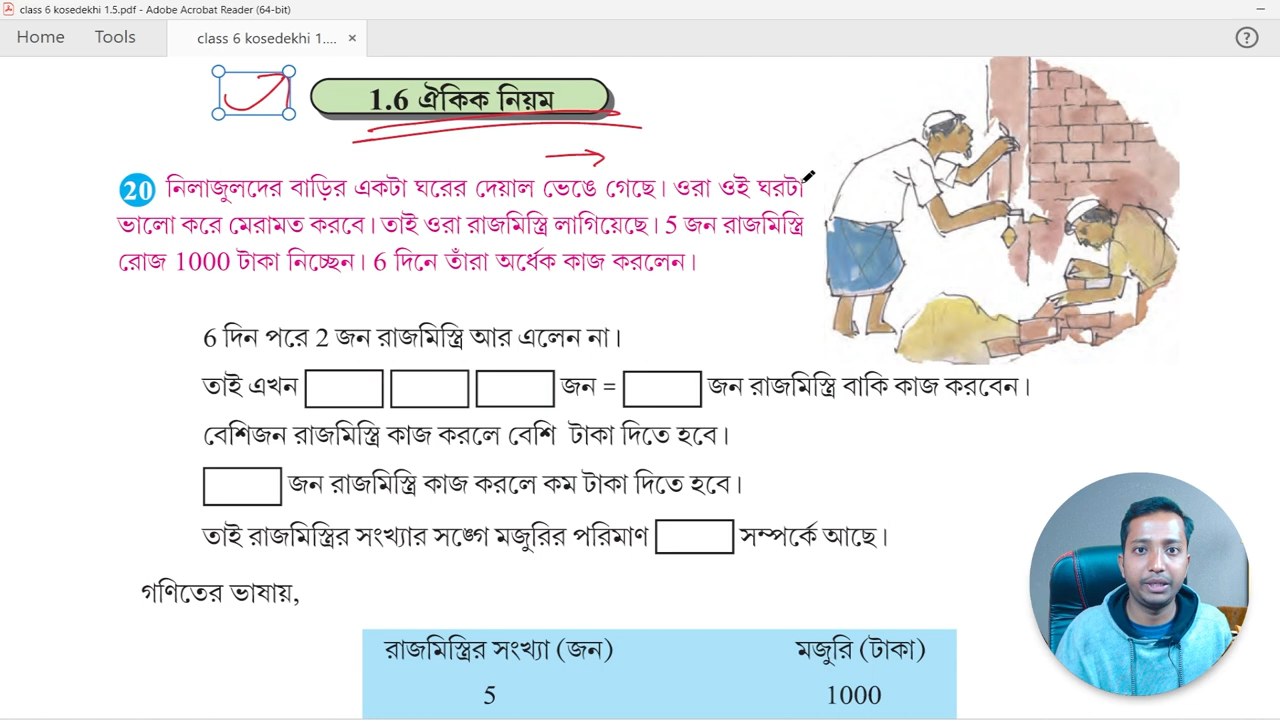 class 6 kosedekhi 1.5.pdf - Adobe Acrobat Reader (64-bit)
Home Tools class 6 kosedekhi 1.... ×
1.6 ঐকিক নিয়ম
20 নিলাজুলদের বাড়ির একটা ঘরের দেয়াল ভেঙে গেছে। ওরা ওই ঘরটা
ভালো করে মেরামত করবে। তাই ওরা রাজমিস্ত্রি লাগিয়েছে। 5 জন রাজমিস্ত্রি
রোজ 1000 টাকা নিচ্ছেন। 6 দিনে তাঁরা অর্ধেক কাজ করলেন।
6 দিন পরে 2 জন রাজমিস্ত্রি আর এলেন না।
তাই এখন জন = জন রাজমিস্ত্রি বাকি কাজ করবেন।
বেশিজন রাজমিস্ত্রি কাজ করলে বেশি টাকা দিতে হবে।
জন রাজমিস্ত্রি কাজ করলে কম টাকা দিতে হবে।
তাই রাজমিস্ত্রির সংখ্যার সঙ্গে মজুরির পরিমাণ সম্পর্কে আছে।
গণিতের ভাষায়,
রাজমিস্ত্রির সংখ্যা (জন) মজুরি (টাকা)
5 1000